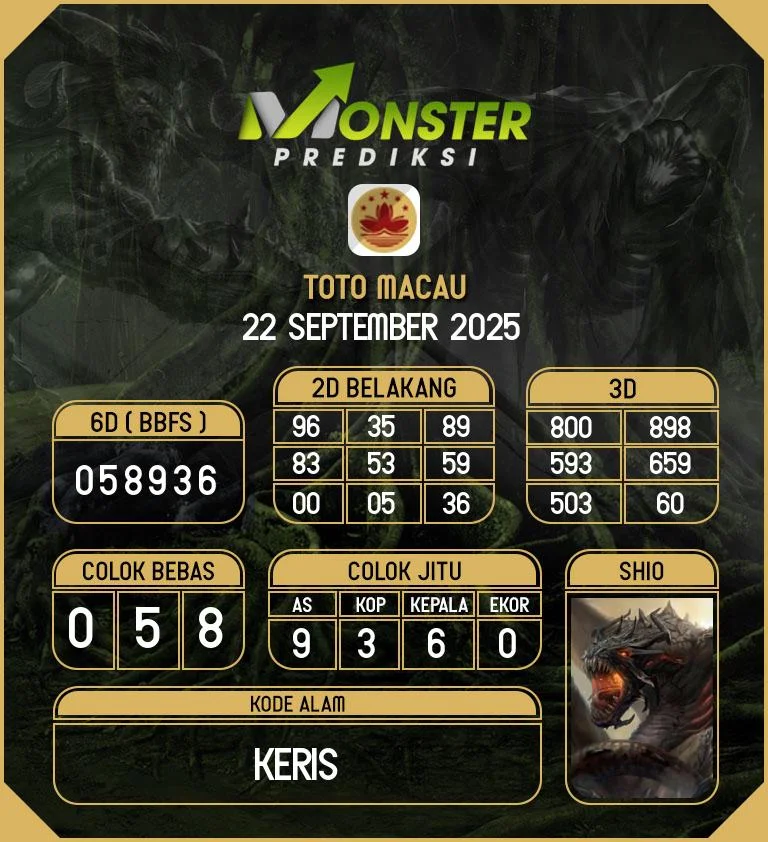 MONSTER
PREDIKSI
TOTO MACAU
22 SEPTEMBER 2025
6D ( BBFS )
058936
2D BELAKANG
96 35 89
83 53 59
00 05 36
3D
800 898
593 659
503 60
COLOK BEBAS
0 5 8
COLOK JITU
AS KOP KEPALA EKOR
9 3 6 0
SHIO
KODE ALAM
KERIS